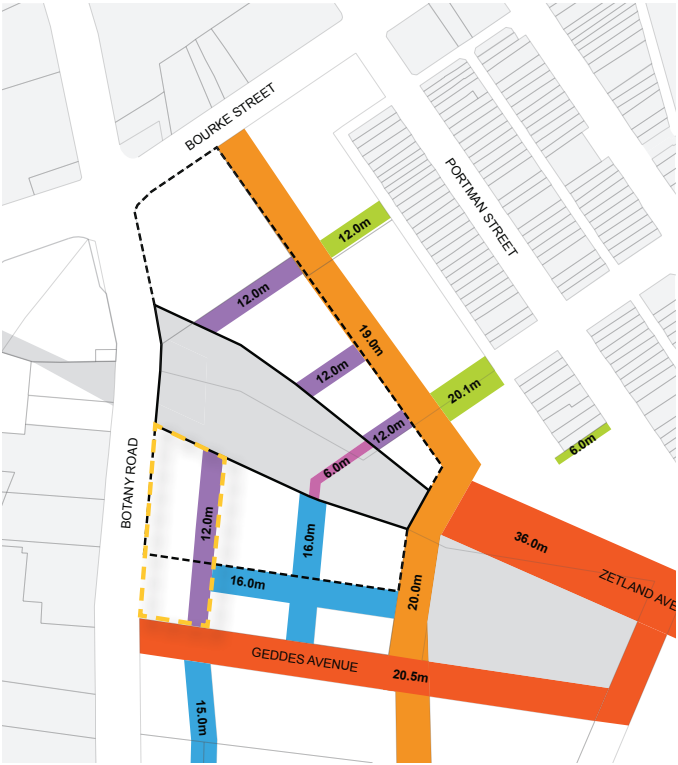 BOURKE STREET
PORTMAN STREET
12.0m
12.0m
19.0m
12.0m
20.1m
12.0m
6.0m
6.0m
BOTANY ROAD
12.0m
16.0m
36.0m
16.0m
20.0m
ZETLAND AVE
GEDDES AVENUE
20.5m
15.0m